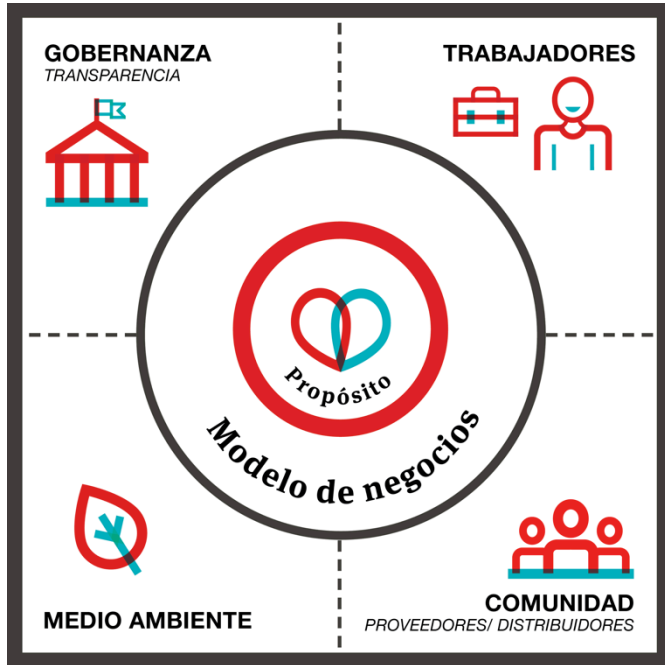 GOBERNANZA
TRANSPARENCIA
TRABAJADORES
Propósito
Modelo de negocios
MEDIO AMBIENTE
COMUNIDAD
PROVEEDORES/ DISTRIBUIDORES